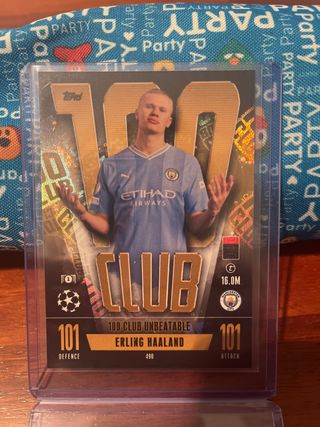 PARTY
Party
PARTY
Party
PARTY
PARTY
Topps
100
ETIHAD
AIRWAYS
16.0M
CLUB
100 CLUB UNBEATABLE
ERLING HAALAND
101
DEFENCE
490
101
ATTACK